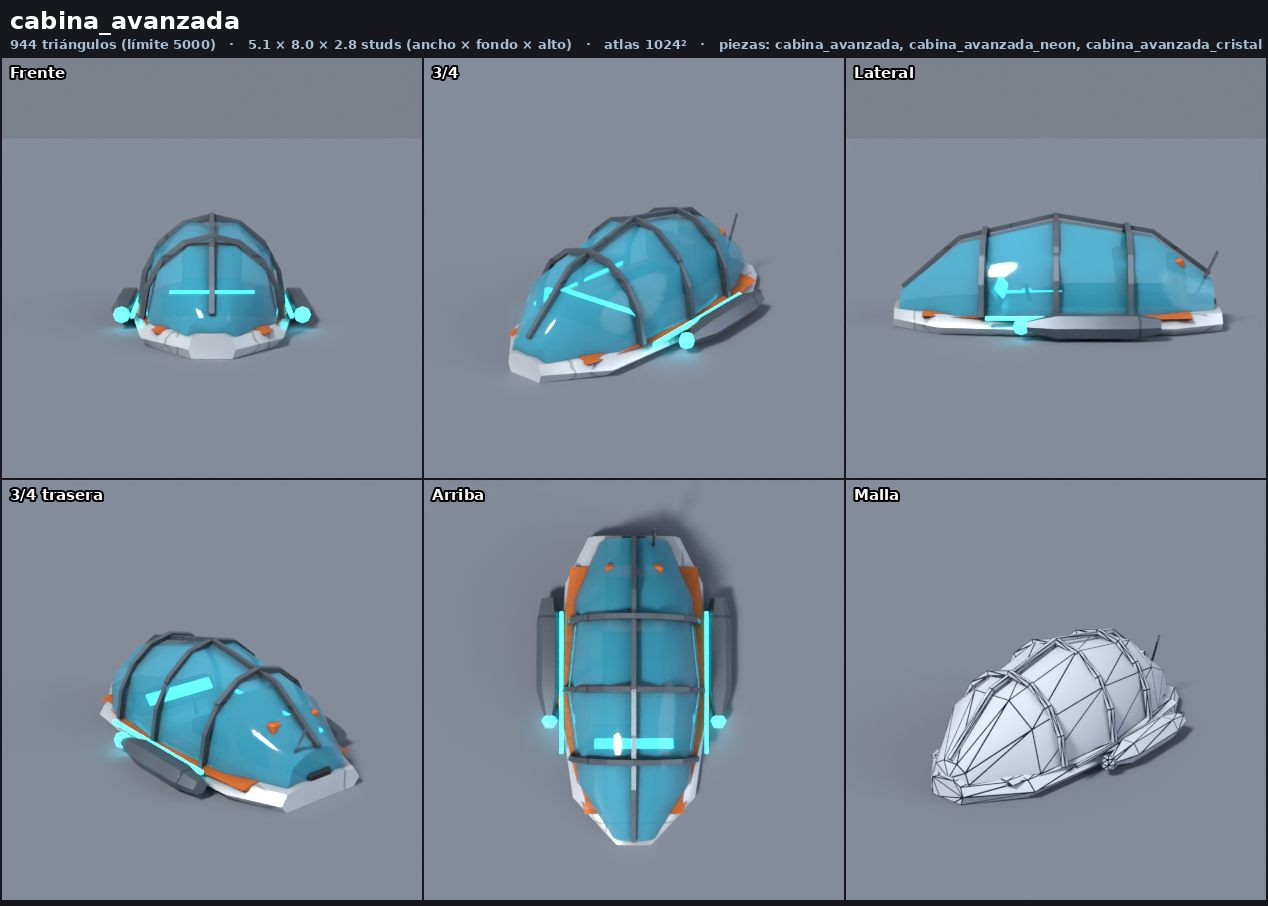 cabina_avanzada
944 triángulos (límite 5000) · 5.1 × 8.0 × 2.8 studs (ancho × fondo × alto) · atlas 1024² · piezas: cabina_avanzada, cabina_avanzada_neon, cabina_avanzada_cristal
Frente
3/4
Lateral
3/4 trasera
Arriba
Malla